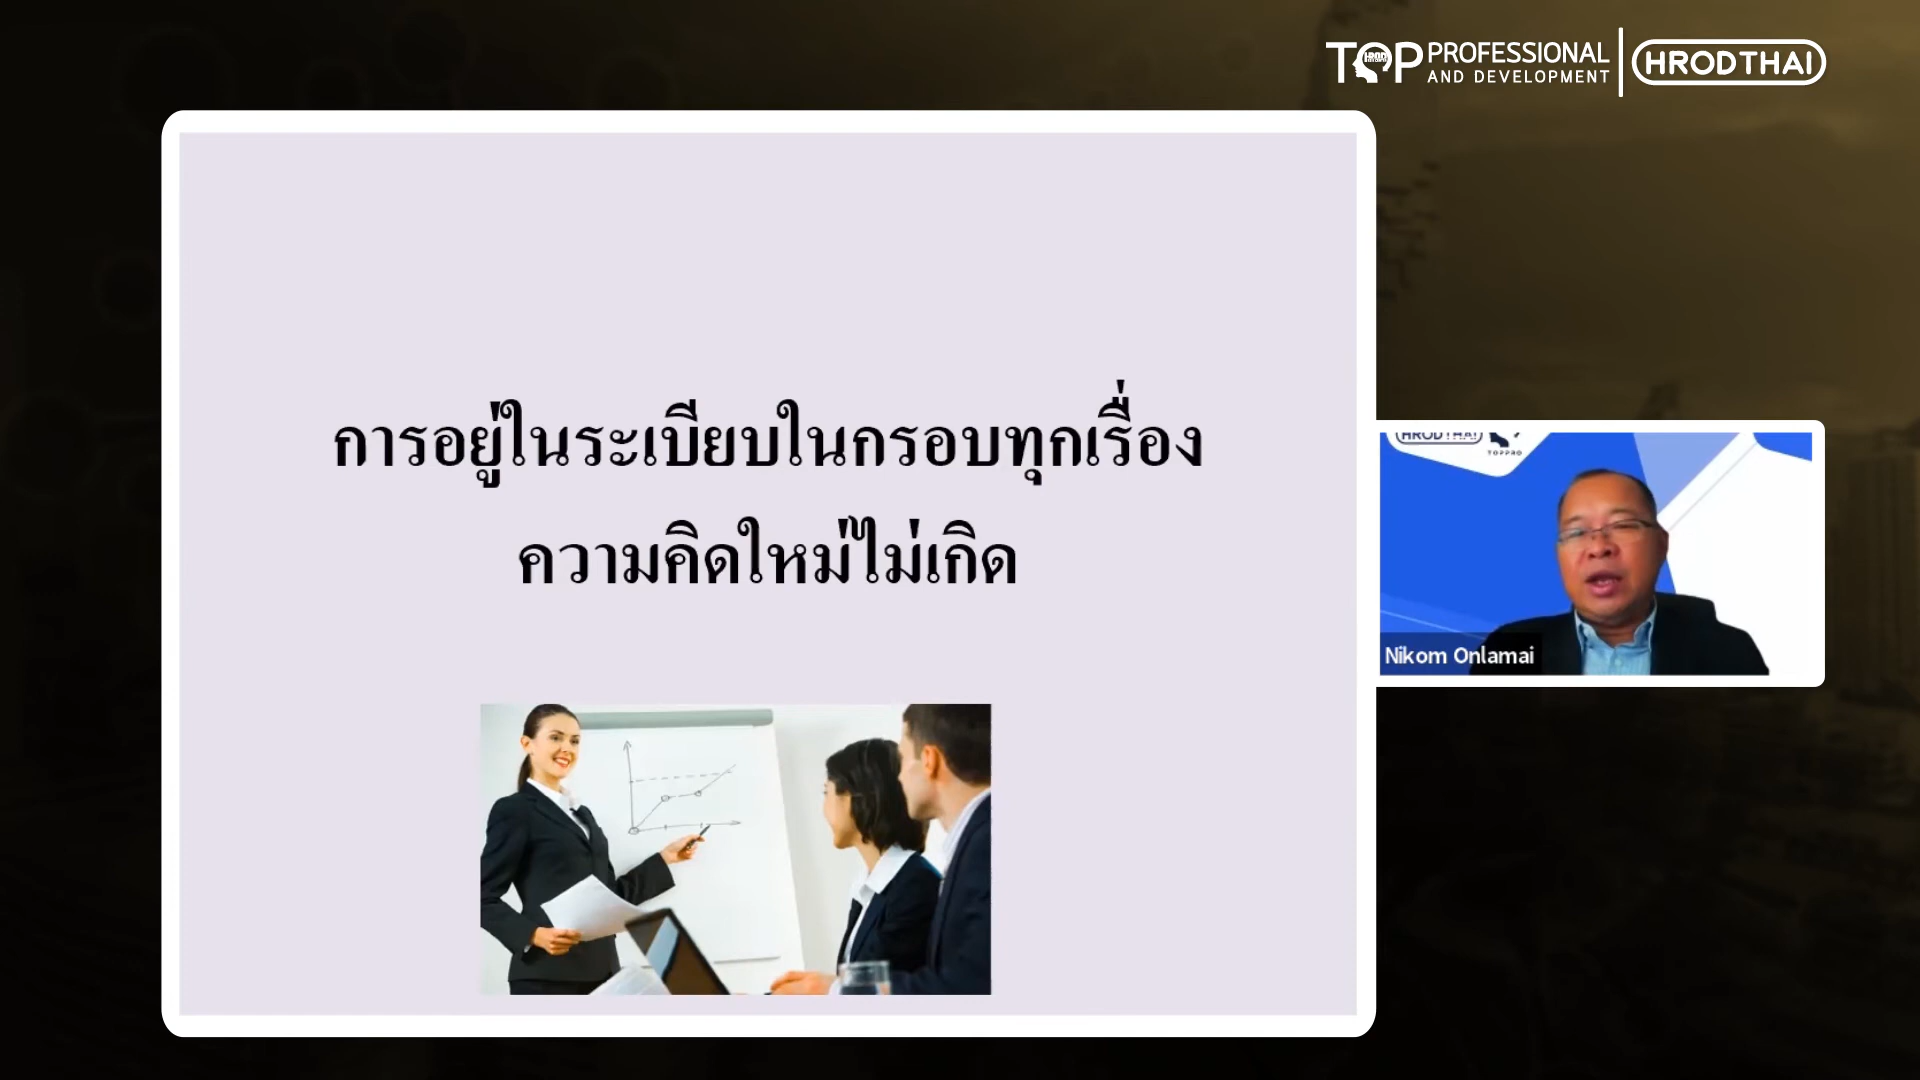 TOP PROFESSIONAL AND DEVELOPMENT
HRODTHAI
การอยู่ในระเบียบในกรอบทุกเรื่อง
ความคิดใหม่ไม่เกิด
HRODTHAI
TOPPRO
Nikom Onlamai